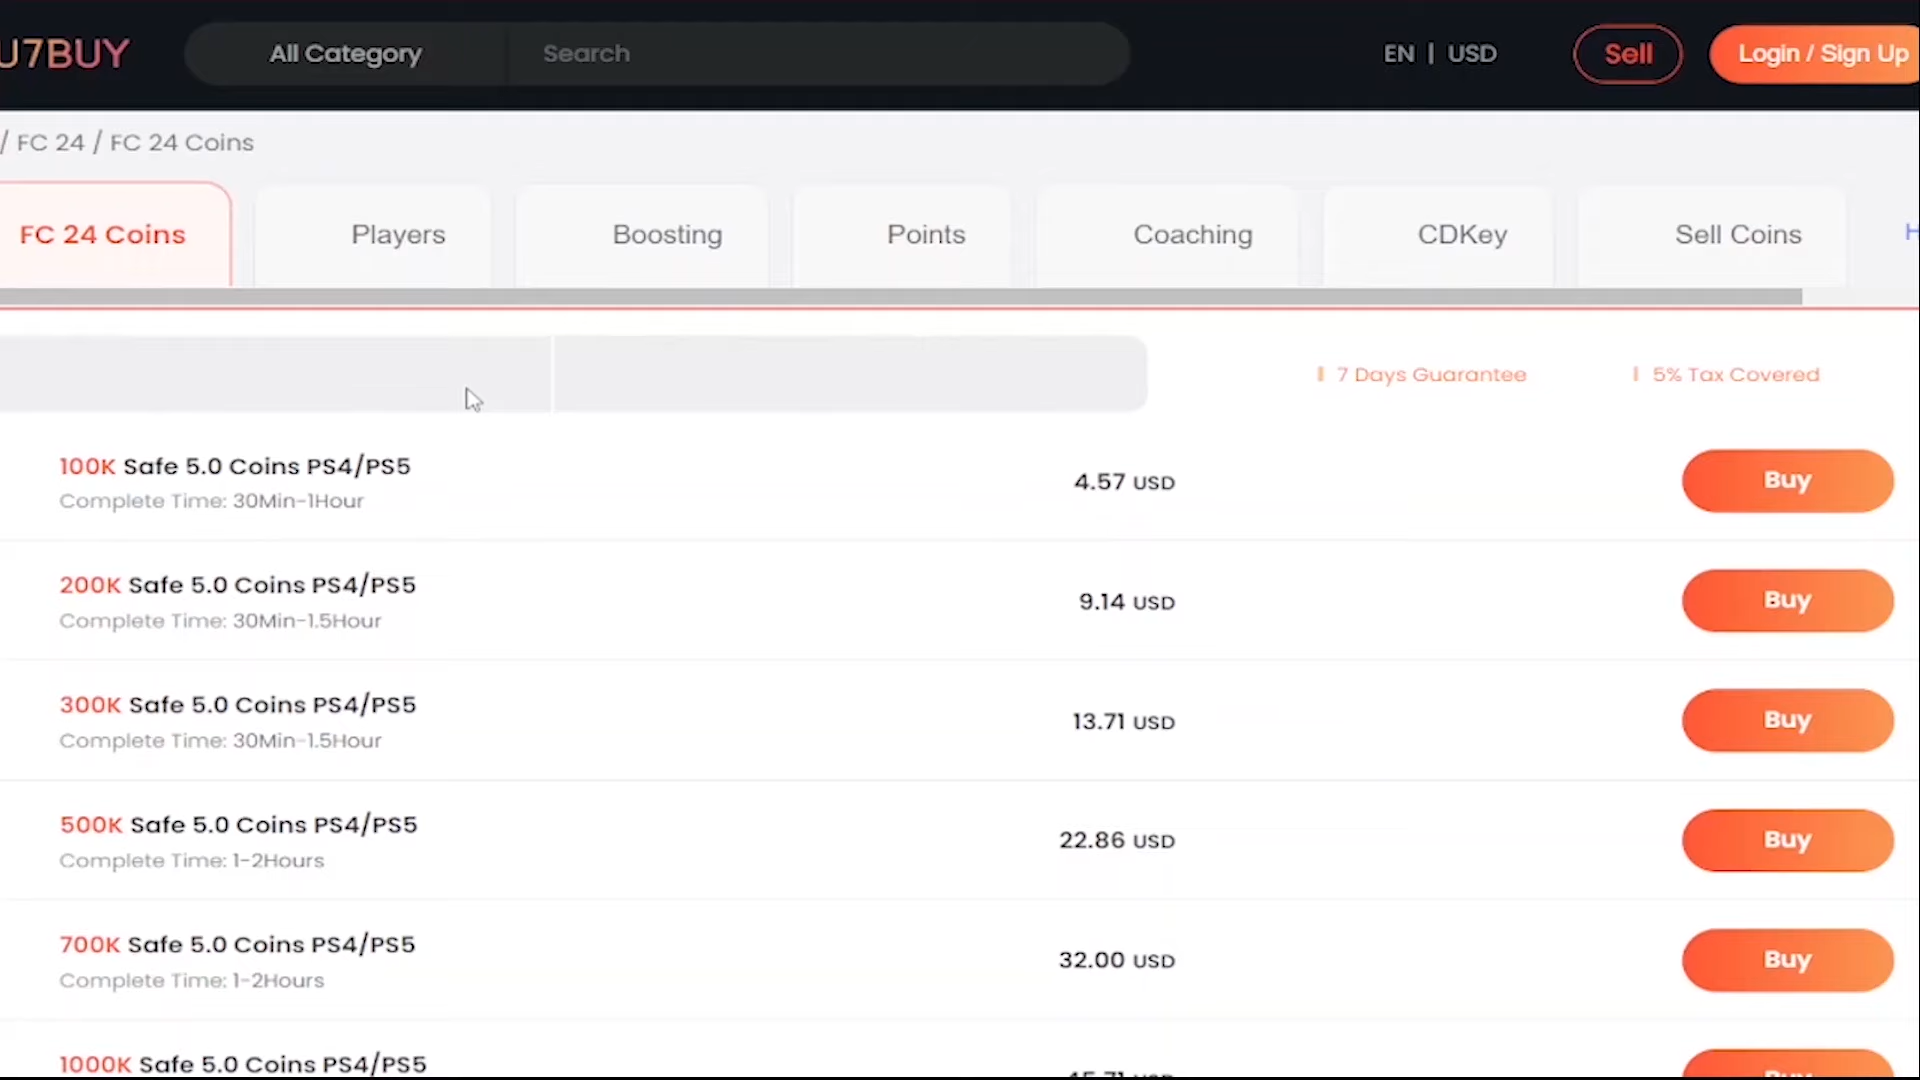 U7BUY
All Category
Search
EN | USD
Sell
Login / Sign Up
/ FC 24 / FC 24 Coins
FC 24 Coins
Players
Boosting
Points
Coaching
CDKey
Sell Coins
7 Days Guarantee
5% Tax Covered
100K Safe 5.0 Coins PS4/PS5
Complete Time: 30Min-1Hour
4.57 USD
Buy
200K Safe 5.0 Coins PS4/PS5
Complete Time: 30Min-1.5Hour
9.14 USD
Buy
300K Safe 5.0 Coins PS4/PS5
Complete Time: 30Min-1.5Hour
13.71 USD
Buy
500K Safe 5.0 Coins PS4/PS5
Complete Time: 1-2Hours
22.86 USD
Buy
700K Safe 5.0 Coins PS4/PS5
Complete Time: 1-2Hours
32.00 USD
Buy
1000K Safe 5.0 Coins PS4/PS5